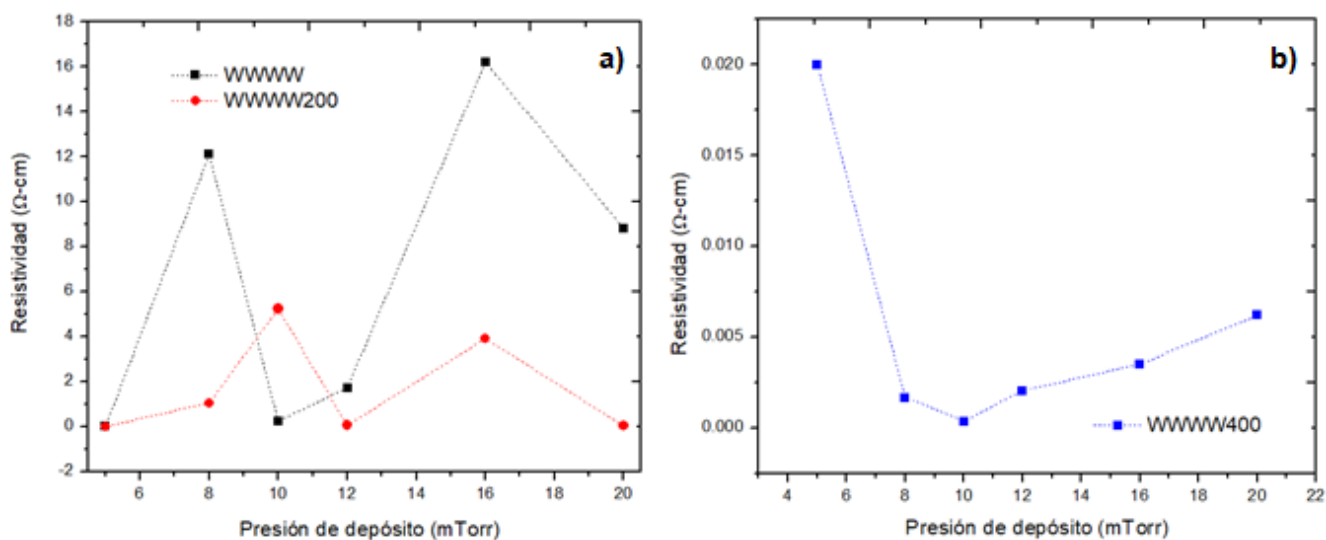 a)
WWWW
WWWW200
Resistividad (Ω-cm)
18
16
14
12
10
8
6
4
2
0
-2
6 8 10 12 14 16 18 20
Presión de depósito (mTorr)
b)
WWWW400
Resistividad (Ω-cm)
0.020
0.015
0.010
0.005
0.000
4 6 8 10 12 14 16 18 20 22
Presión de depósito (mTorr)